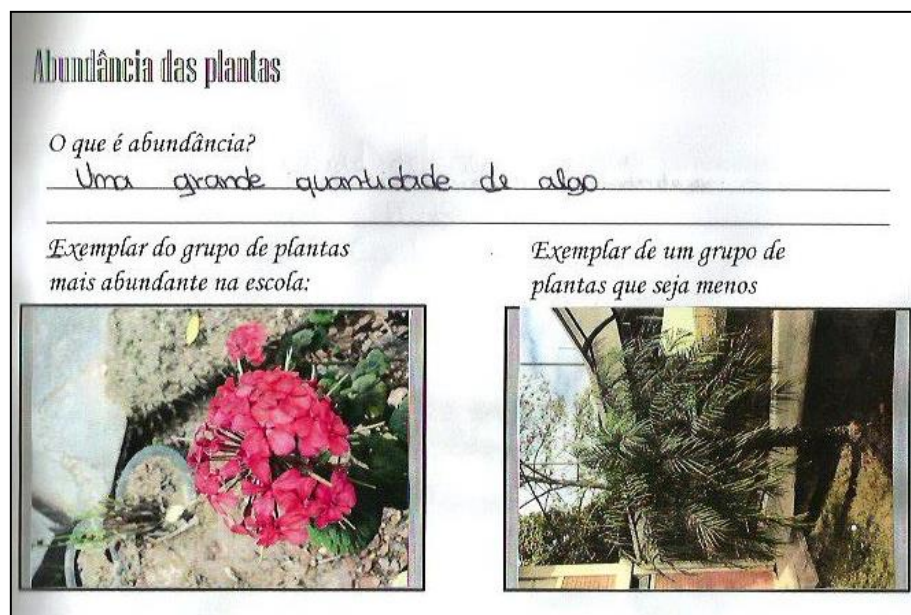 Abundância das plantas
O que é abundância?
Uma grande quantidade de algo
Exemplar do grupo de plantas
mais abundante na escola:
Exemplar de um grupo de
plantas que seja menos